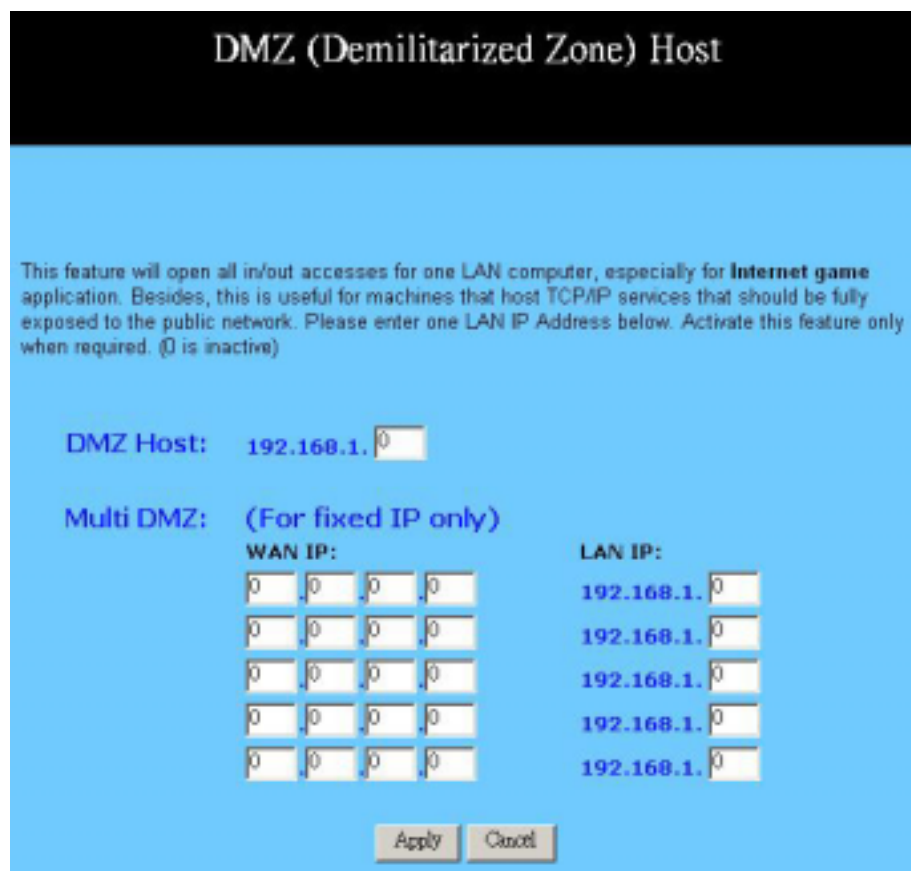 DMZ (Demilitarized Zone) Host
This feature will open all in/out accesses for one LAN computer, especially for Internet game
application. Besides, this is useful for machines that host TCP/IP services that should be fully
exposed to the public network. Please enter one LAN IP Address below. Activate this feature only
when required. (0 is inactive)
DMZ Host: 192.168.1. 0
Multi DMZ: (For fixed IP only)
WAN IP: LAN IP:
0 .0 .0 .0 192.168.1. 0
0 .0 .0 .0 192.168.1. 0
0 .0 .0 .0 192.168.1. 0
0 .0 .0 .0 192.168.1. 0
0 .0 .0 .0 192.168.1. 0
Apply Cancel